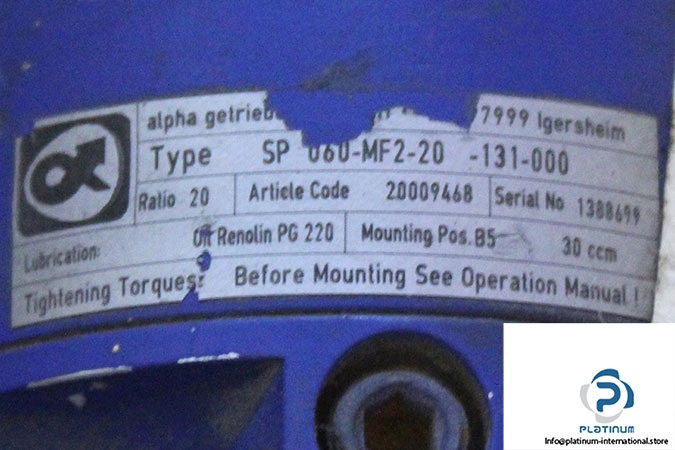 alpha getrieb 7999 Igersheim
Type SP 060-MF2-20 -131-000
Ratio 20 Article Code 20009468 Serial No 1388699
Lubrication: Oil Renolin PG 220 Mounting Pos. B5 30 ccm
Tightening Torques: Before Mounting See Operation Manual !
PLATINUM
Info@platinum-international.store